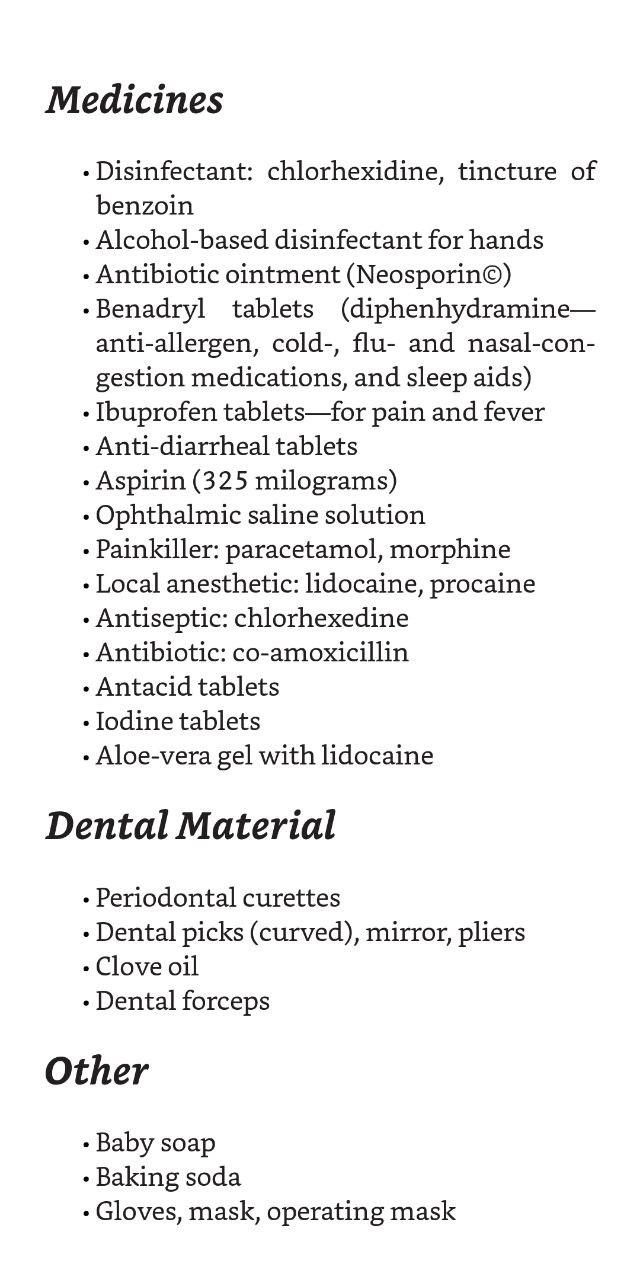 Medicines
• Disinfectant: chlorhexidine, tincture of
benzoin
• Alcohol-based disinfectant for hands
• Antibiotic ointment (Neosporin©)
• Benadryl tablets (diphenhydramine—
anti-allergen, cold-, flu- and nasal-con-
gestion medications, and sleep aids)
• Ibuprofen tablets—for pain and fever
• Anti-diarrheal tablets
• Aspirin (325 milograms)
• Ophthalmic saline solution
• Painkiller: paracetamol, morphine
• Local anesthetic: lidocaine, procaine
• Antiseptic: chlorhexedine
• Antibiotic: co-amoxicillin
• Antacid tablets
• Iodine tablets
• Aloe-vera gel with lidocaine
Dental Material
• Periodontal curettes
• Dental picks (curved), mirror, pliers
• Clove oil
• Dental forceps
Other
• Baby soap
• Baking soda
• Gloves, mask, operating mask